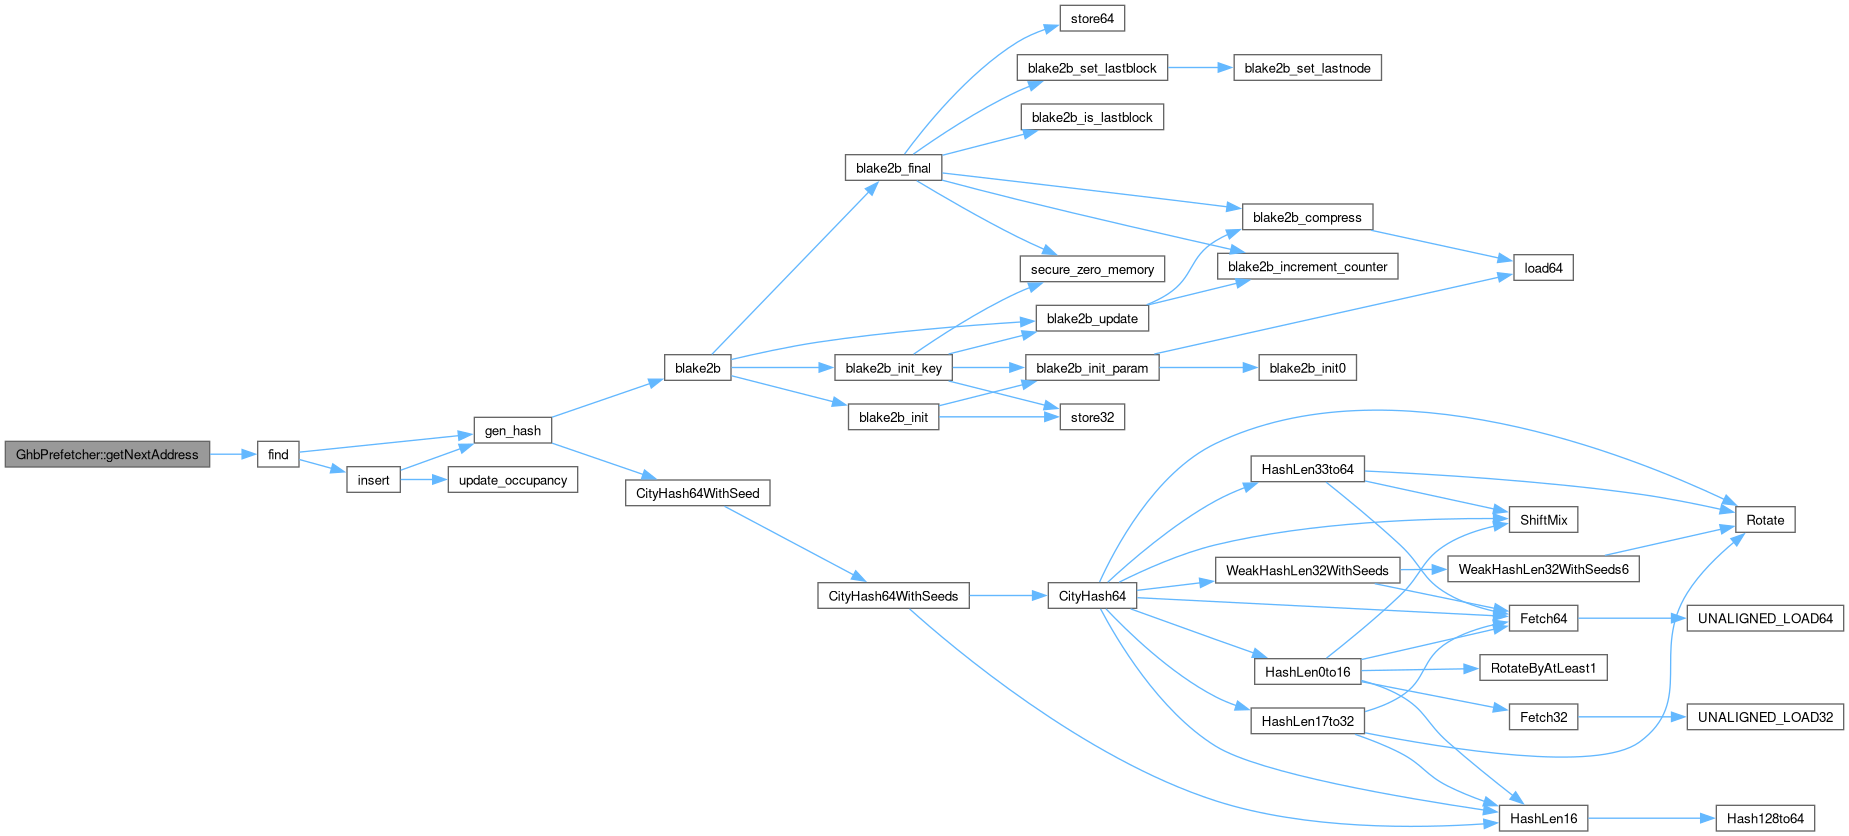 store64
blake2b_set_lastblock
blake2b_set_lastnode
blake2b_is_lastblock
blake2b_final
blake2b_compress
secure_zero_memory
blake2b_increment_counter
load64
blake2b_update
blake2b
blake2b_init_key
blake2b_init_param
blake2b_init0
blake2b_init
store32
gen_hash
GhbPrefetcher::getNextAddress
find
insert
update_occupancy
HashLen33to64
CityHash64WithSeed
ShiftMix
Rotate
WeakHashLen32WithSeeds
WeakHashLen32WithSeeds6
CityHash64WithSeeds
CityHash64
Fetch64
UNALIGNED_LOAD64
HashLen0to16
RotateByAtLeast1
HashLen17to32
Fetch32
UNALIGNED_LOAD32
HashLen16
Hash128to64